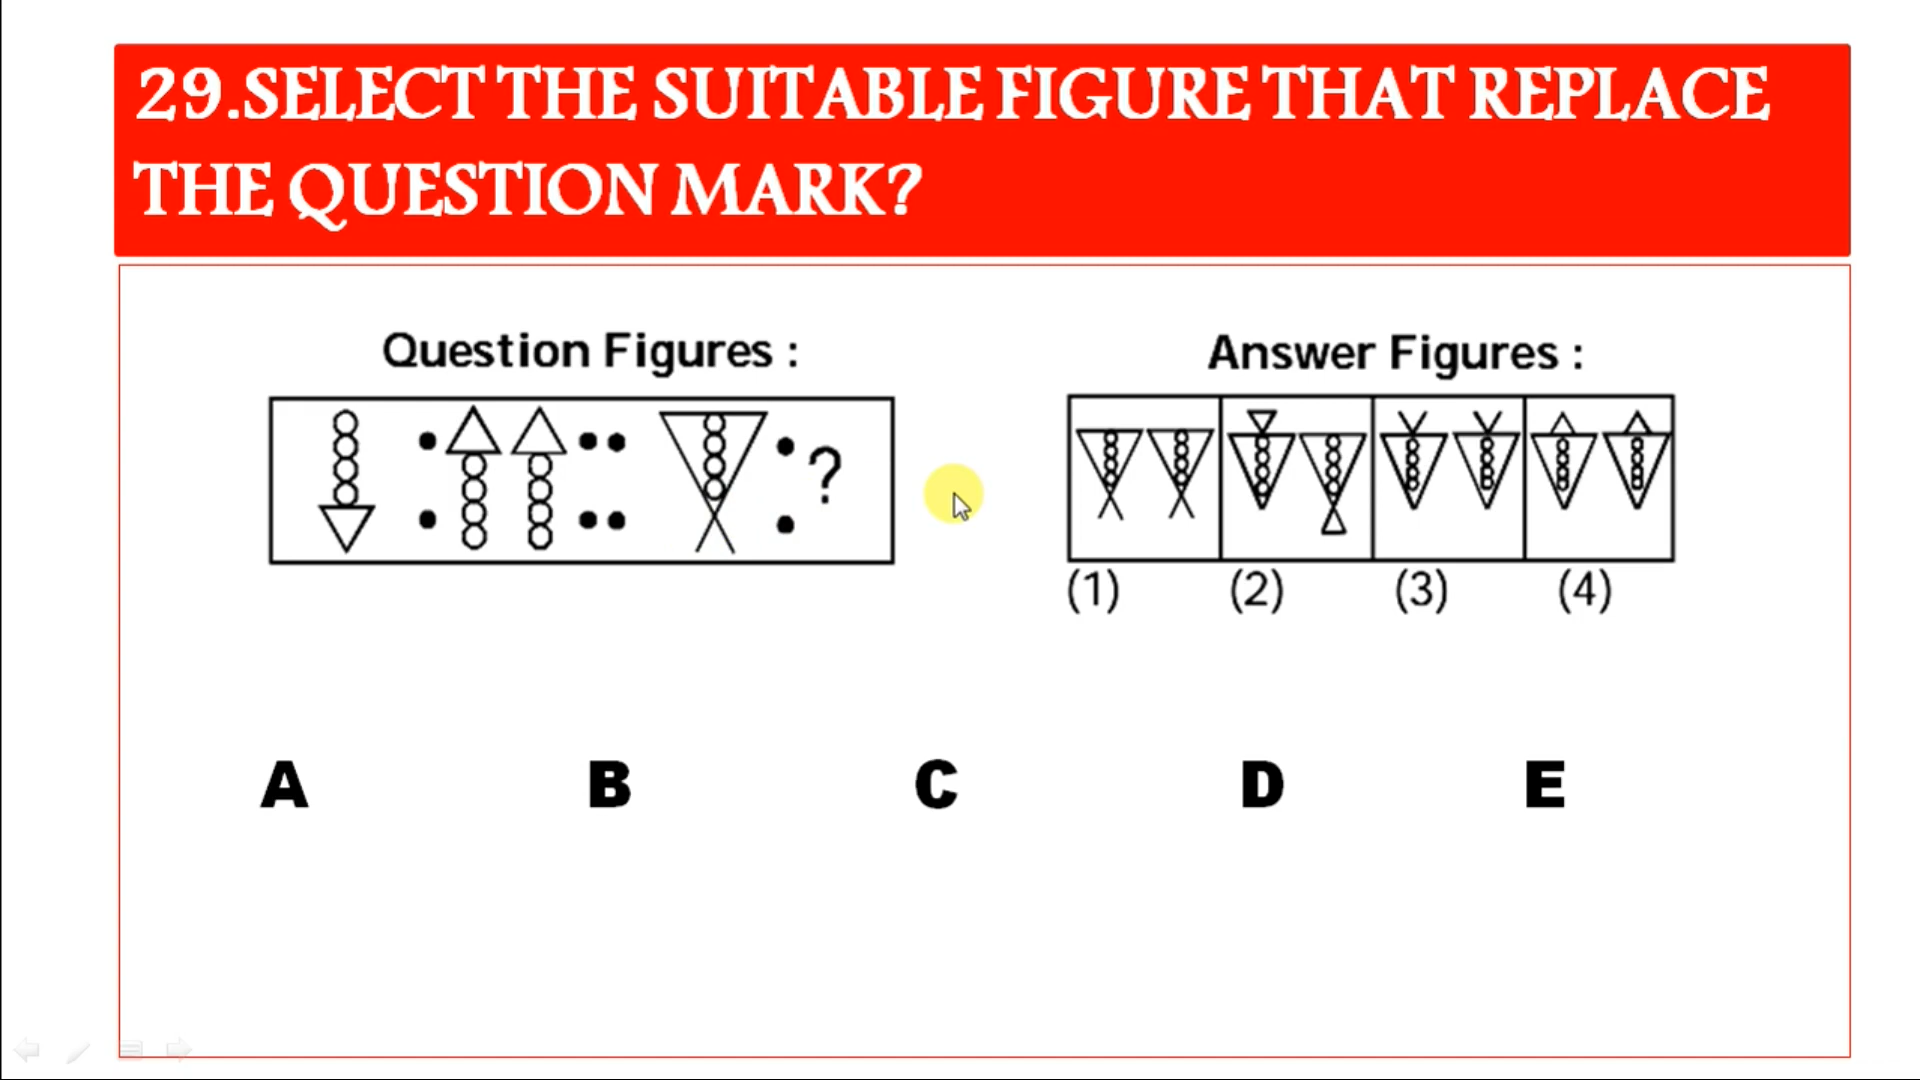 29.SELECT THE SUITABLE FIGURE THAT REPLACE
THE QUESTION MARK?
Question Figures :
Answer Figures :
?
(1) (2) (3) (4)
A B C D E